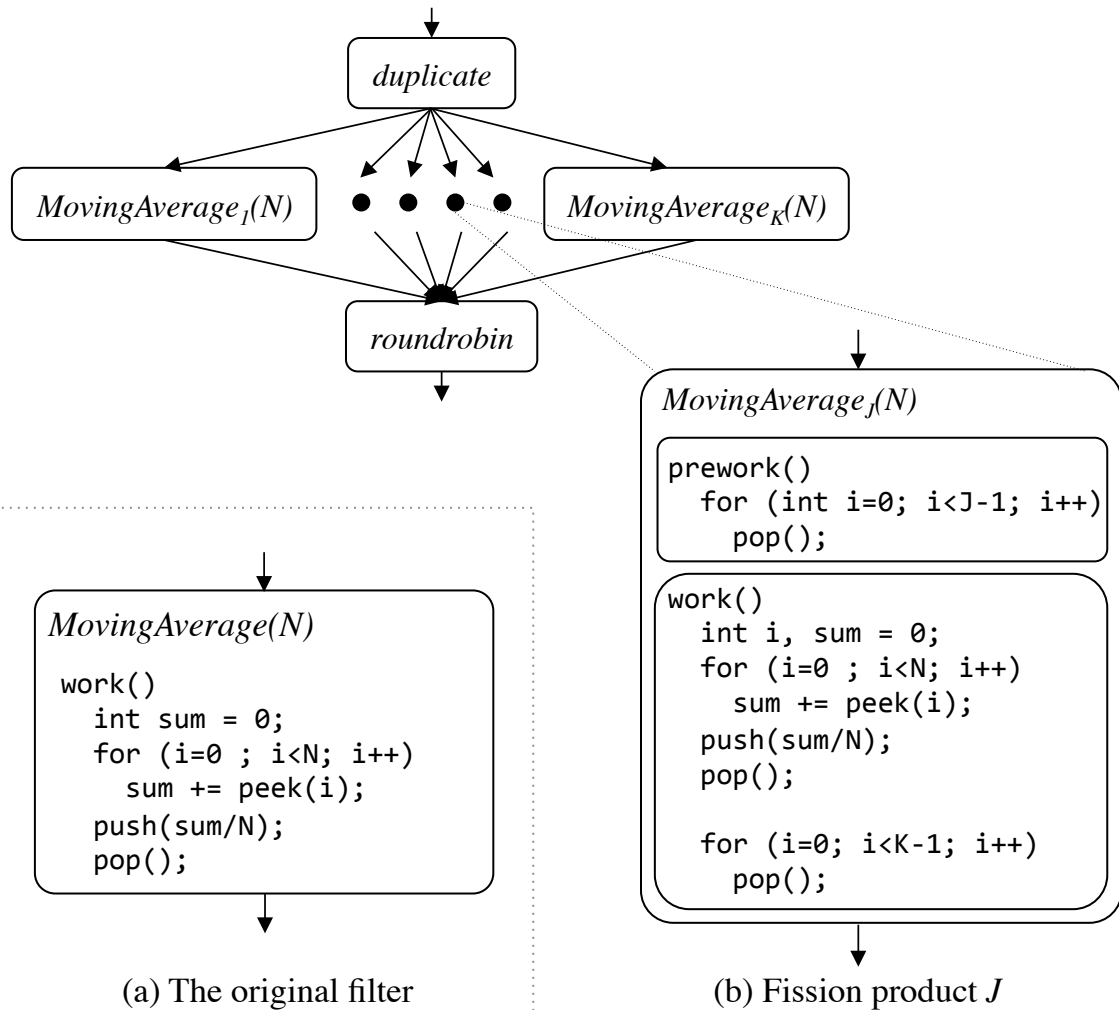 duplicate
MovingAverage₁(N)
MovingAverageK(N)
roundrobin
MovingAverageJ(N)
prework()
for (int i=0; i<J-1; i++)
pop();
work()
int i, sum = 0;
for (i=0 ; i<N; i++)
sum += peek(i);
push(sum/N);
pop();
for (i=0; i<K-1; i++)
pop();
MovingAverage(N)
work()
int sum = 0;
for (i=0 ; i<N; i++)
sum += peek(i);
push(sum/N);
pop();
(a) The original filter
(b) Fission product J